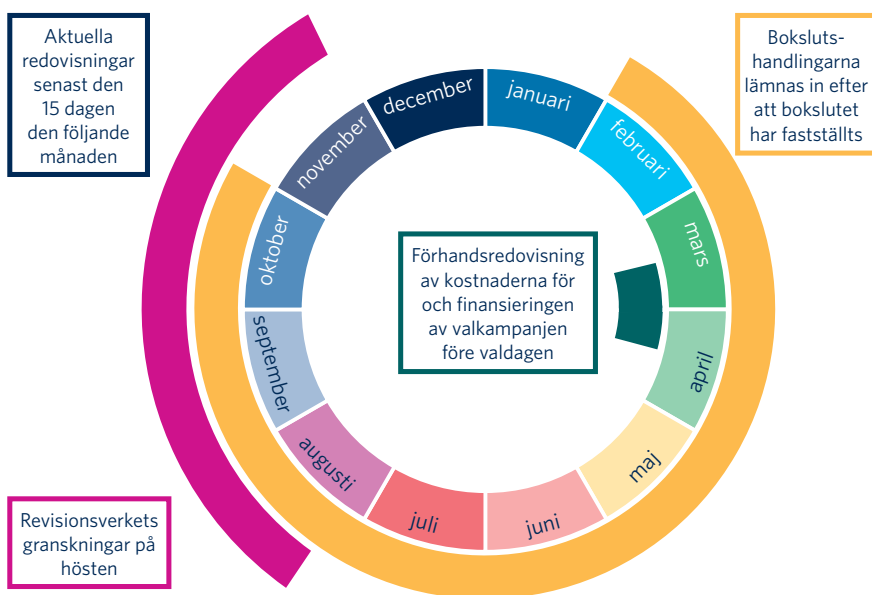 Aktuella
redovisningar
senast den
15 dagen
den följande
månaden
Boksluts-
handlingarna
lämnas in efter
att bokslutet
har fastställts
januari
februari
mars
april
maj
juni
juli
augusti
september
oktober
november
december
Förhandsredovisning
av kostnaderna för
och finansieringen
av valkampanjen
före valdagen
Revisionsverkets
granskningar på
hösten